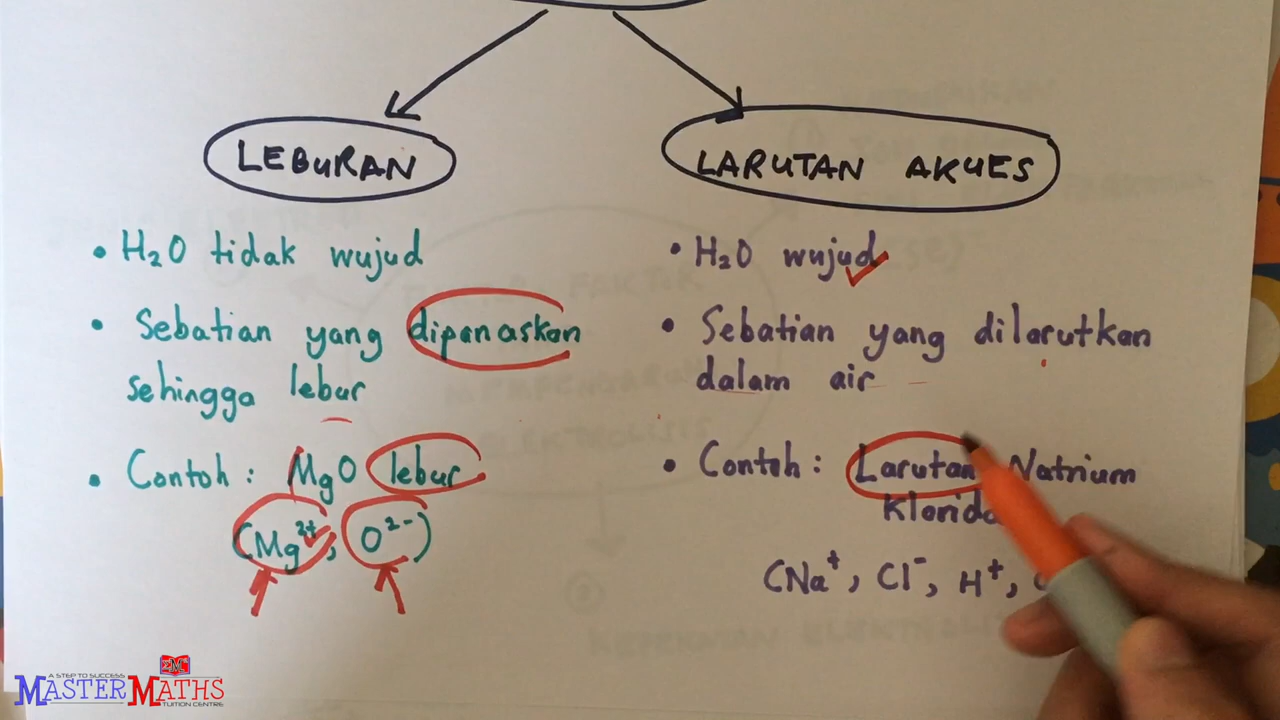 LEBURAN
• H₂O tidak wujud
• Sebatian yang dipanaskan
sehingga lebur
• Contoh : MgO lebur
(Mg²⁺, O²⁻)
LARUTAN AKUES
• H₂O wujud
• Sebatian yang dilarutkan
dalam air
• Contoh : Larutan Natrium
Klorida
(Na⁺, Cl⁻, H⁺,
A STEP TO SUCCESS
MASTER MATHS
TUITION CENTRE